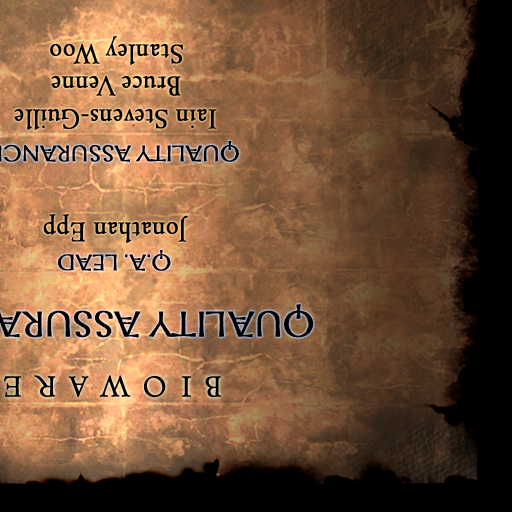 BIOWARE
QUALITY ASSURA
Q.A. LEAD
Jonathan Epp
QUALITY ASSURANC
Iain Stevens-Guille
Bruce Venne
Stanley Woo